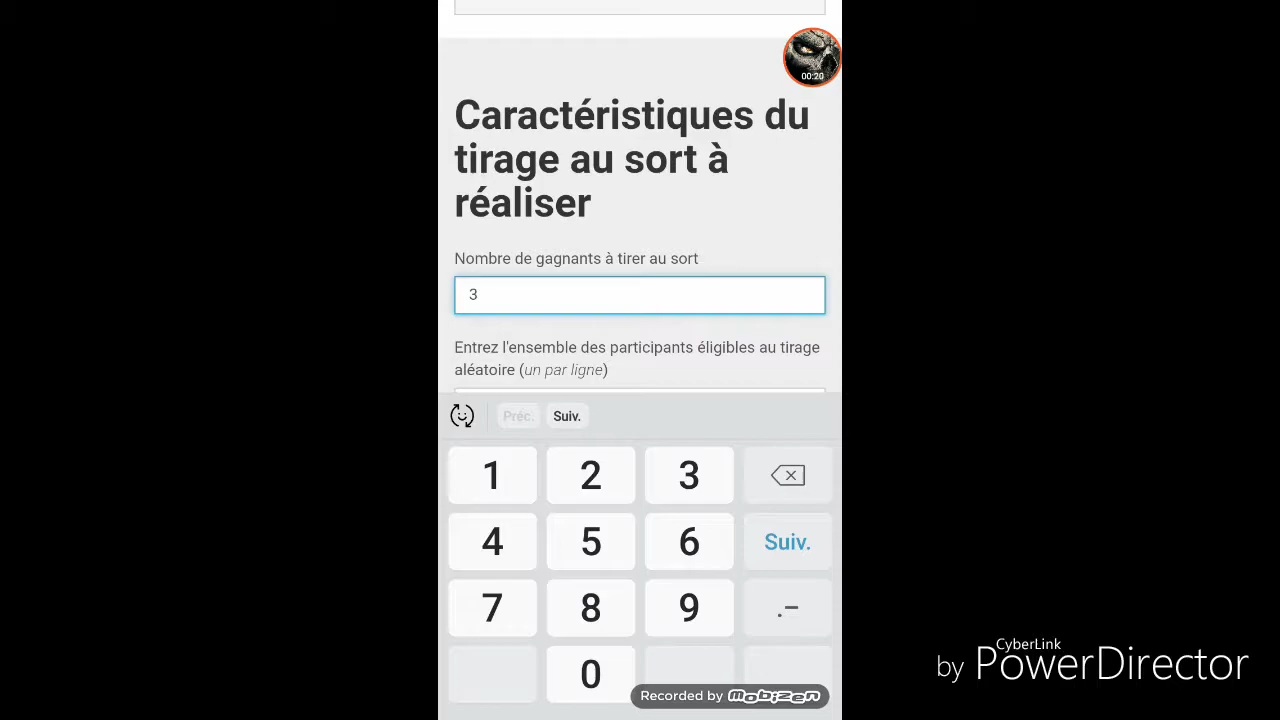 00:20
Caractéristiques du
tirage au sort à
réaliser
Nombre de gagnants à tirer au sort
3
Entrez l'ensemble des participants éligibles au tirage
aléatoire (un par ligne)
Préc. Suiv.
1 2 3
4 5 6 Suiv.
7 8 9 .–
0
Recorded by mobizen
CyberLink
by PowerDirector